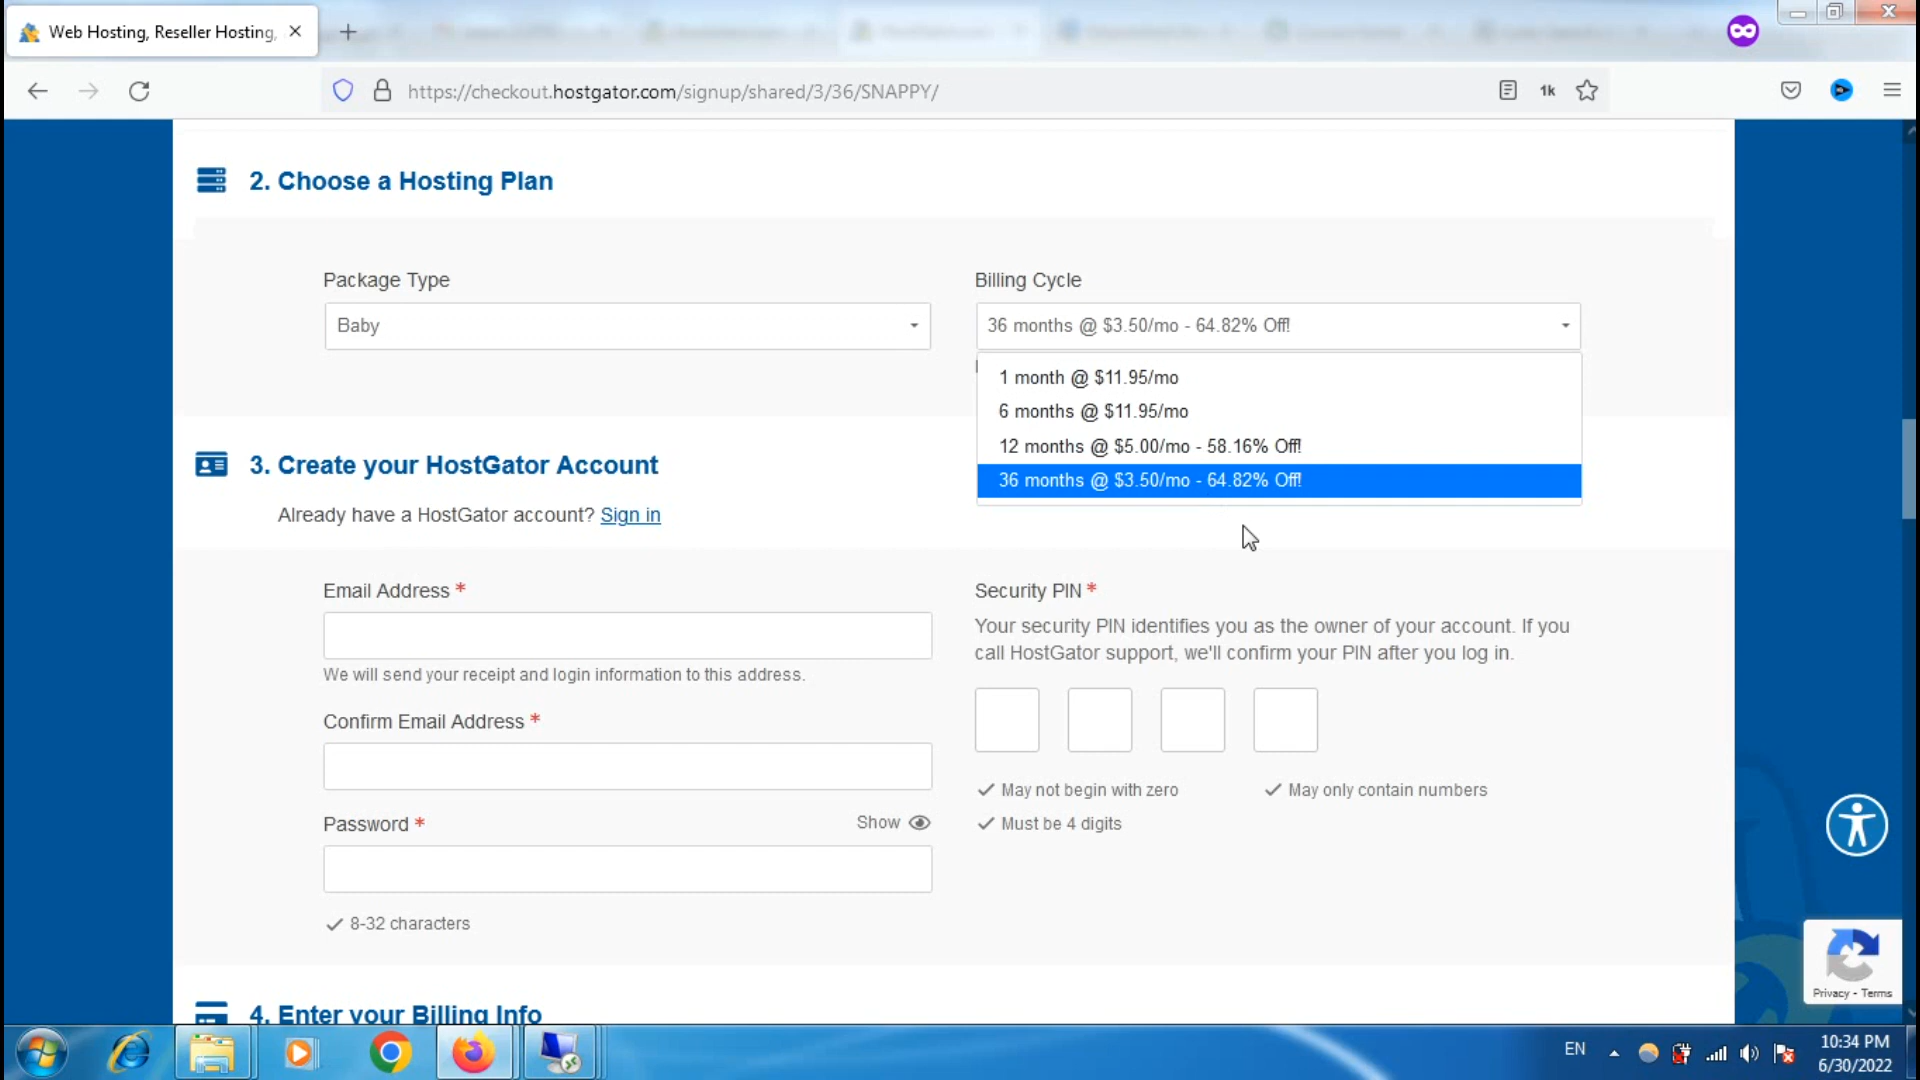 Web Hosting, Reseller Hosting,
https://checkout.hostgator.com/signup/shared/3/36/SNAPPY/
1k
2. Choose a Hosting Plan
Package Type
Baby
Billing Cycle
36 months @ $3.50/mo - 64.82% Off!
1 month @ $11.95/mo
6 months @ $11.95/mo
12 months @ $5.00/mo - 58.16% Off!
36 months @ $3.50/mo - 64.82% Off!
3. Create your HostGator Account
Already have a HostGator account? Sign in
Email Address *
We will send your receipt and login information to this address.
Confirm Email Address *
Password *
Show
8-32 characters
Security PIN *
Your security PIN identifies you as the owner of your account. If you
call HostGator support, we'll confirm your PIN after you log in.
May not begin with zero
May only contain numbers
Must be 4 digits
Privacy - Terms
4. Enter your Billing Info
EN
10:34 PM
6/30/2022